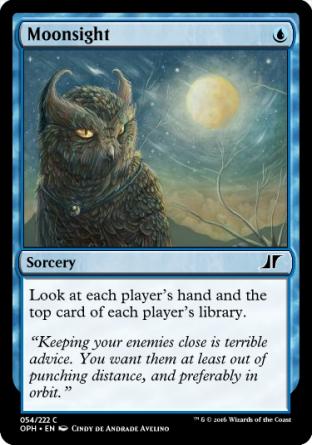 Moonsight
Sorcery
Look at each player's hand and the
top card of each player's library.
"Keeping your enemies close is terrible
advice. You want them at least out of
punching distance, and preferably in
orbit."
054/222 C
OPH • EN Cindy de Andrade Avelino
™ & © 2016 Wizards of the Coast